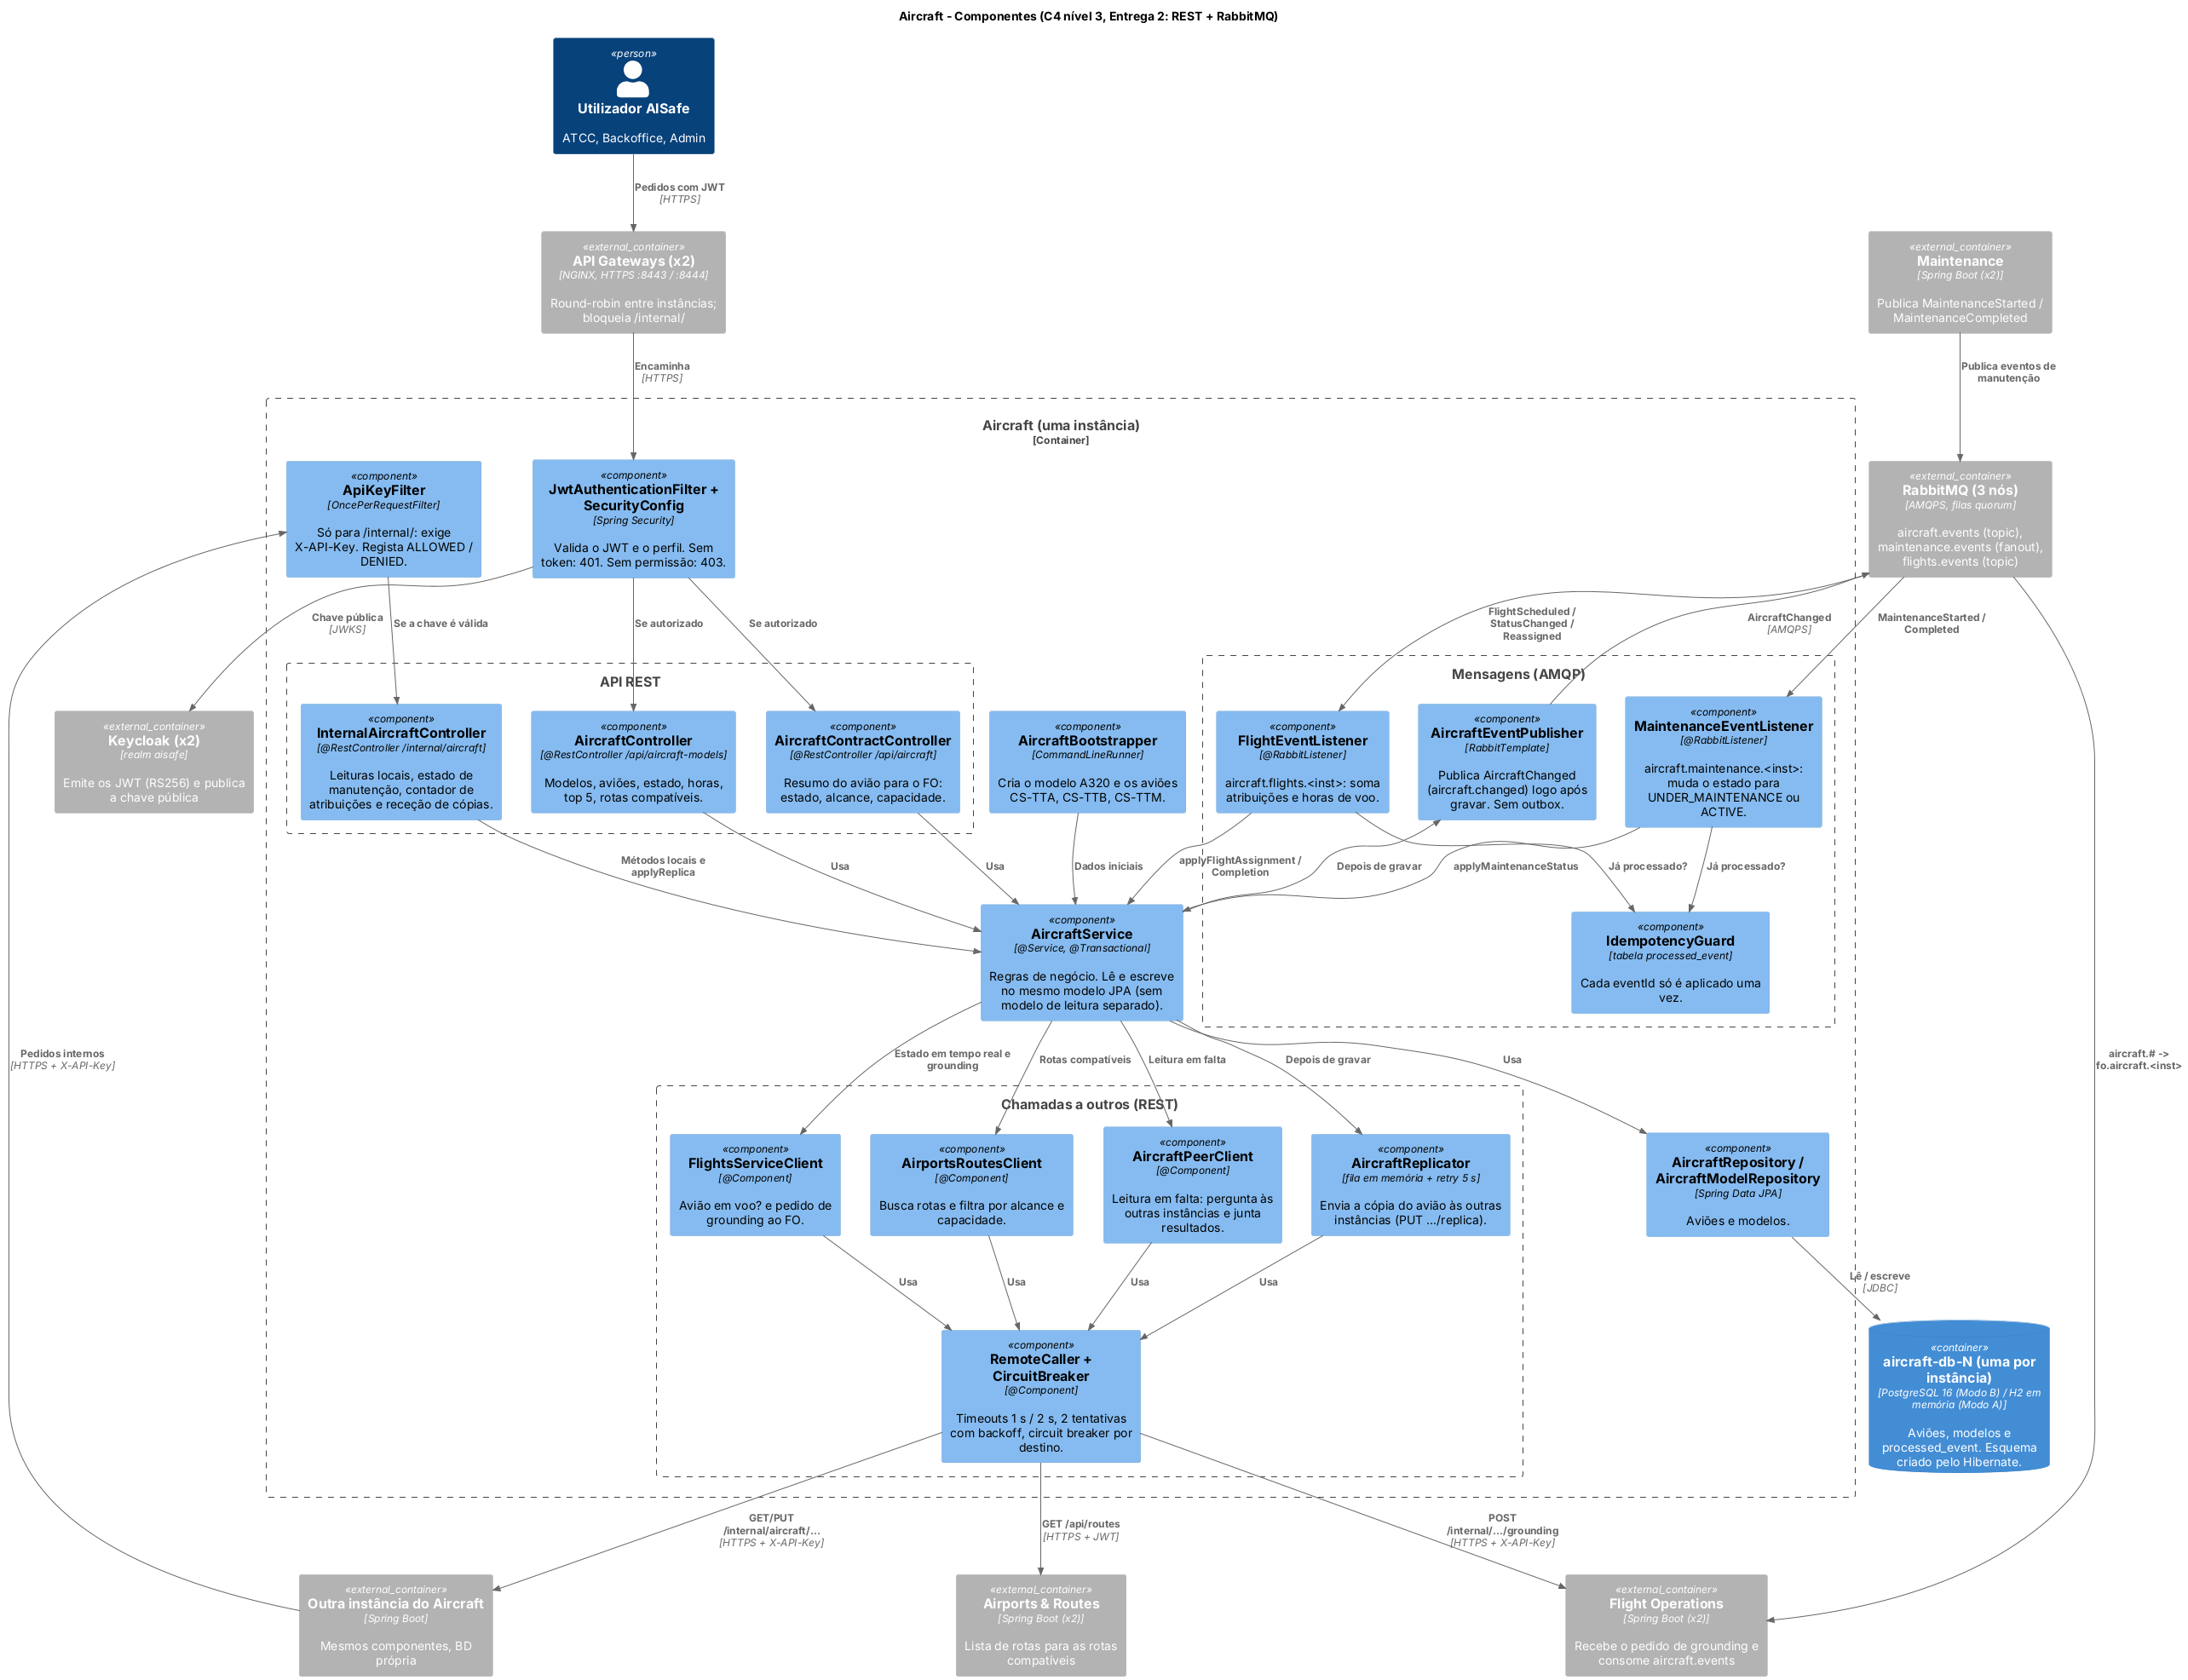 Aircraft - Componentes (C4 nível 3, Entrega 2: REST + RabbitMQ)
«person»
Utilizador AISafe
ATCC, Backoffice, Admin
Pedidos com JWT
[HTTPS]
«external_container»
API Gateways (x2)
[NGINX, HTTPS :8443 / :8444]
Round-robin entre instâncias;
bloqueia /internal/
«external_container»
Maintenance
[Spring Boot (x2)]
Publica MaintenanceStarted /
MaintenanceCompleted
Encaminha
[HTTPS]
Publica eventos de
manutenção
Aircraft (uma instância)
[Container]
«component»
ApiKeyFilter
[OncePerRequestFilter]
Só para /internal/: exige
X-API-Key. Regista ALLOWED /
DENIED.
«component»
JwtAuthenticationFilter +
SecurityConfig
[Spring Security]
Valida o JWT e o perfil. Sem
token: 401. Sem permissão: 403.
«external_container»
RabbitMQ (3 nós)
[AMQPS, filas quorum]
aircraft.events (topic),
maintenance.events (fanout),
flights.events (topic)
Chave pública
[JWKS]
Se a chave é válida
Se autorizado
Se autorizado
FlightScheduled /
StatusChanged /
Reassigned
AircraftChanged
[AMQPS]
MaintenanceStarted /
Completed
API REST
Mensagens (AMQP)
«external_container»
Keycloak (x2)
[realm aisafe]
Emite os JWT (RS256) e publica
a chave pública
«component»
InternalAircraftController
[@RestController /internal/aircraft]
Leituras locais, estado de
manutenção, contador de
atribuições e receção de cópias.
«component»
AircraftController
[@RestController /api/aircraft-models]
Modelos, aviões, estado, horas,
top 5, rotas compatíveis.
«component»
AircraftContractController
[@RestController /api/aircraft]
Resumo do avião para o FO:
estado, alcance, capacidade.
«component»
AircraftBootstrapper
[CommandLineRunner]
Cria o modelo A320 e os aviões
CS-TTA, CS-TTB, CS-TTM.
«component»
FlightEventListener
[@RabbitListener]
aircraft.flights.<inst>: soma
atribuições e horas de voo.
«component»
AircraftEventPublisher
[RabbitTemplate]
Publica AircraftChanged
(aircraft.changed) logo após
gravar. Sem outbox.
«component»
MaintenanceEventListener
[@RabbitListener]
aircraft.maintenance.<inst>:
muda o estado para
UNDER_MAINTENANCE ou
ACTIVE.
Métodos locais e
applyReplica
Usa
Usa
Dados iniciais
applyFlightAssignment /
Completion
Depois de gravar
applyMaintenanceStatus
Já processado?
Já processado?
«component»
AircraftService
[@Service, @Transactional]
Regras de negócio. Lê e escreve
no mesmo modelo JPA (sem
modelo de leitura separado).
«component»
IdempotencyGuard
[tabela processed_event]
Cada eventId só é aplicado uma
vez.
Pedidos internos
[HTTPS + X-API-Key]
Estado em tempo real e
grounding
Rotas compatíveis
Leitura em falta
Depois de gravar
Usa
aircraft.# ->
fo.aircraft.<inst>
Chamadas a outros (REST)
«component»
FlightsServiceClient
[@Component]
Avião em voo? e pedido de
grounding ao FO.
«component»
AirportsRoutesClient
[@Component]
Busca rotas e filtra por alcance e
capacidade.
«component»
AircraftPeerClient
[@Component]
Leitura em falta: pergunta às
outras instâncias e junta
resultados.
«component»
AircraftReplicator
[fila em memória + retry 5 s]
Envia a cópia do avião às outras
instâncias (PUT .../replica).
«component»
AircraftRepository /
AircraftModelRepository
[Spring Data JPA]
Aviões e modelos.
Usa
Usa
Usa
Usa
Lê / escreve
[JDBC]
«component»
RemoteCaller +
CircuitBreaker
[@Component]
Timeouts 1 s / 2 s, 2 tentativas
com backoff, circuit breaker por
destino.
«container»
aircraft-db-N (uma por
instância)
[PostgreSQL 16 (Modo B) / H2 em
memória (Modo A)]
Aviões, modelos e
processed_event. Esquema
criado pelo Hibernate.
GET/PUT
/internal/aircraft/...
[HTTPS + X-API-Key]
GET /api/routes
[HTTPS + JWT]
POST
/internal/.../grounding
[HTTPS + X-API-Key]
«external_container»
Outra instância do Aircraft
[Spring Boot]
Mesmos componentes, BD
própria
«external_container»
Airports & Routes
[Spring Boot (x2)]
Lista de rotas para as rotas
compatíveis
«external_container»
Flight Operations
[Spring Boot (x2)]
Recebe o pedido de grounding e
consome aircraft.events